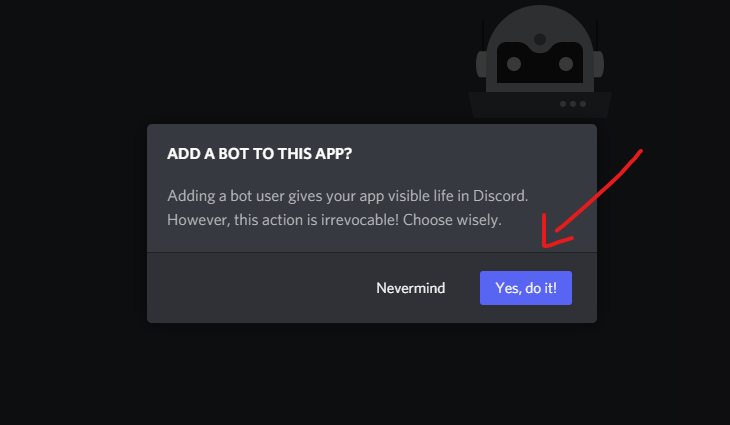 ADD A BOT TO THIS APP?
Adding a bot user gives your app visible life in Discord.
However, this action is irrevocable! Choose wisely.
Nevermind
Yes, do it!